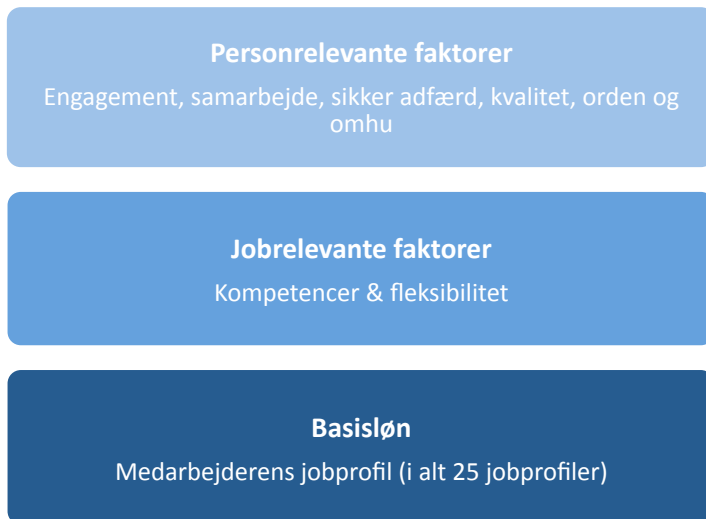 Personrelevante faktorer
Engagement, samarbejde, sikker adfærd, kvalitet, orden og
omhu
Jobrelevante faktorer
Kompetencer & fleksibilitet
Basisløn
Medarbejderens jobprofil (i alt 25 jobprofiler)